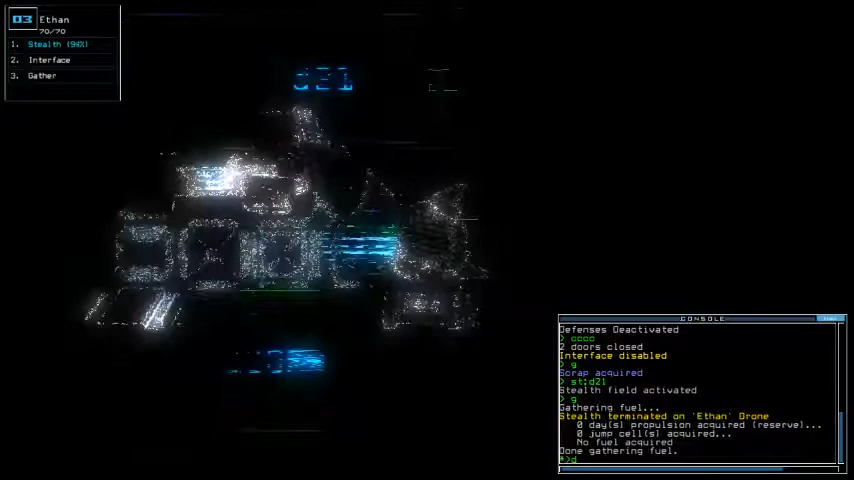 03 Ethan
70/70
1. Stealth (94%)
2. Interface
3. Gather
d21
CONSOLE
Defenses Deactivated
> cccc
2 doors closed
Interface disabled
> g
Scrap acquired
> st;d21
Stealth field activated
> g
Gathering fuel...
Stealth terminated on 'Ethan' Drone
0 day(s) propulsion acquired (reserve)...
0 jump cell(s) acquired...
No fuel acquired
Done gathering fuel.
>d